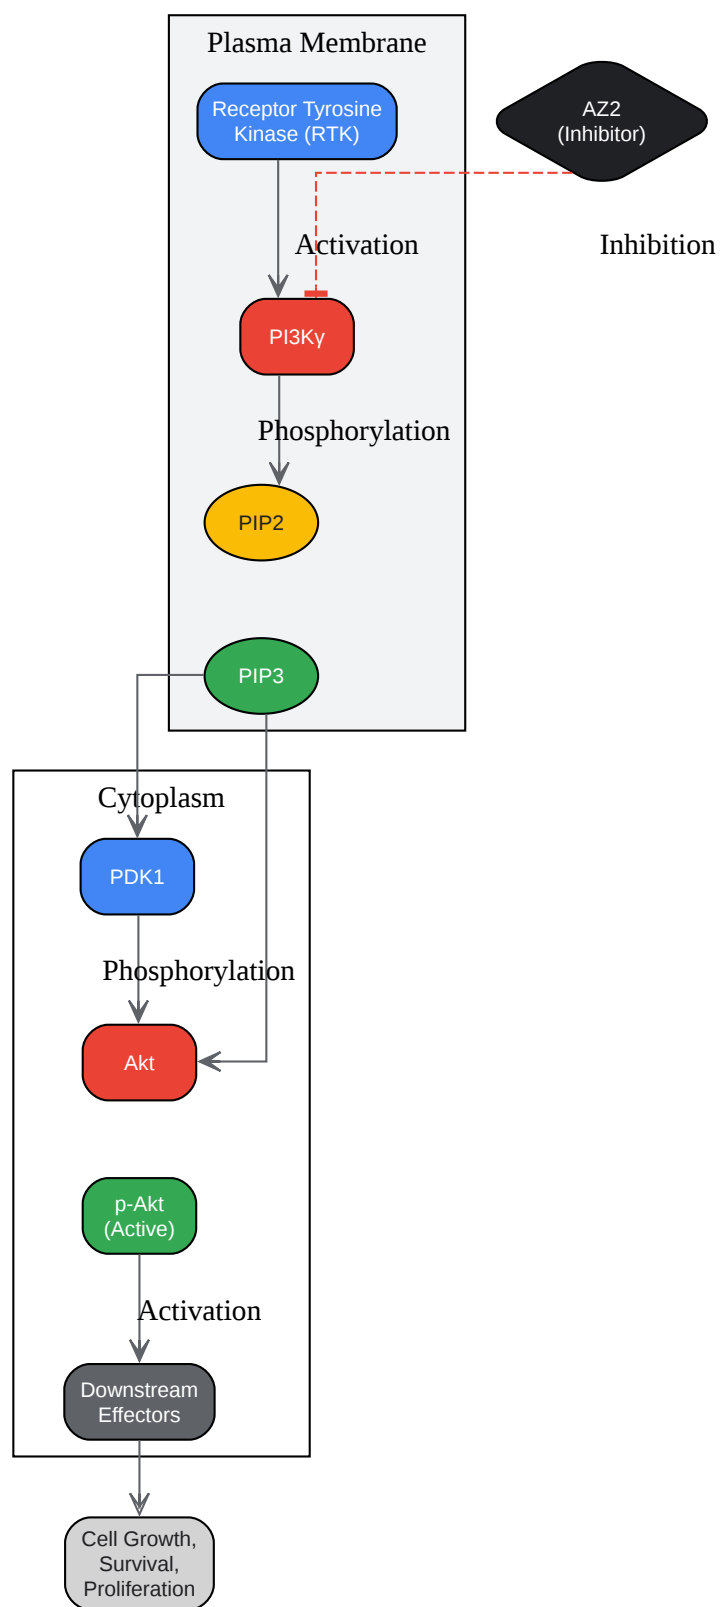 Plasma Membrane
Receptor Tyrosine
Kinase (RTK)
AZ2
(Inhibitor)
Activation
Inhibition
PI3Kγ
Phosphorylation
PIP2
PIP3
Cytoplasm
PDK1
Phosphorylation
Akt
p-Akt
(Active)
Activation
Downstream
Effectors
Cell Growth,
Survival,
Proliferation